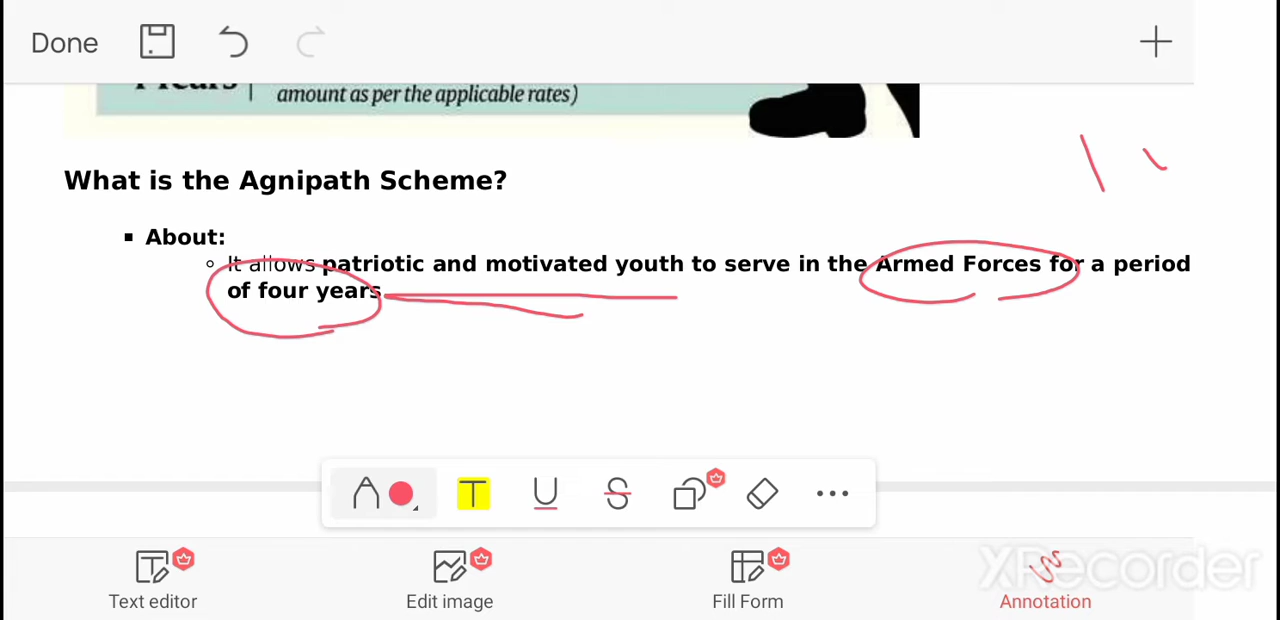 Done
amount as per the applicable rates)
What is the Agnipath Scheme?
About:
It allows patriotic and motivated youth to serve in the Armed Forces for a period
of four years
T
U
S
Text editor
Edit image
Fill Form
Annotation
XRecorder